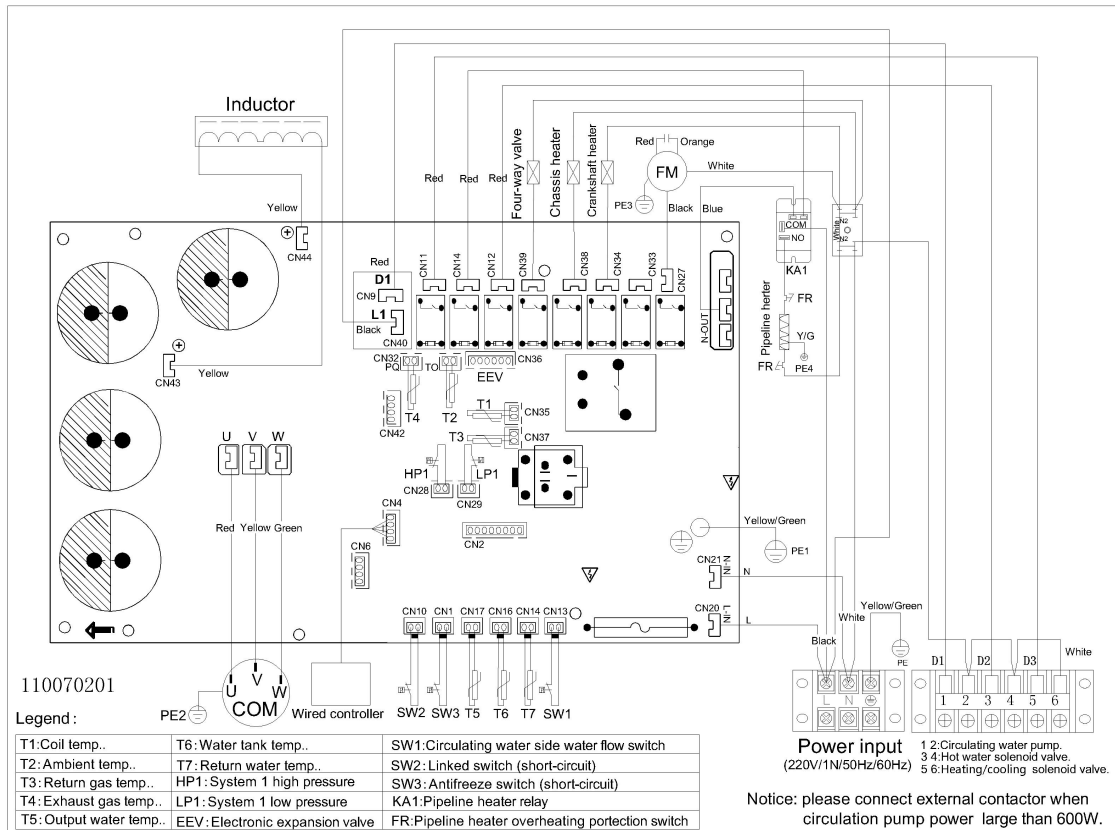 Inductor
Yellow
CN44
CN43
Yellow
Red
Red
Red
Four-way valve
Chassis heater
Crankshaft heater
Red
Orange
FM
White
PE3
Black
Blue
COM
NO
KA1
White
N2
N2
FR
Pipeline herter
Y/G
FR
PE4
Red
D1
CN9
L1
Black
CN40
CN11
CN14
CN12
CN39
CN38
CN34
CN33
CN27
N-OUT
CN32
PQ
TO
CN36
EEV
T4
T2
T1
CN35
T3
CN37
CN42
HP1
LP1
CN28
CN29
CN4
CN2
CN6
U
V
W
Red
Yellow
Green
Yellow/Green
PE1
CN21
N-IN
N
CN20
L-IN
L
White
Black
Yellow/Green
PE
CN10
CN1
CN17
CN16
CN14
CN13
SW2
SW3
T5
T6
T7
SW1
110070201
PE2
U
V
W
COM
Wired controller
L
N
D1
D2
D3
White
1 2 3 4 5 6
Power input
(220V/1N/50Hz/60Hz)
1 2:Circulating water pump.
3 4:Hot water solenoid valve.
5 6:Heating/cooling solenoid valve.
Notice: please connect external contactor when
circulation pump power large than 600W.
Legend :
T1:Coil temp.. T6:Water tank temp.. SW1:Circulating water side water flow switch
T2:Ambient temp.. T7:Return water temp.. SW2:Linked switch (short-circuit)
T3:Return gas temp.. HP1:System 1 high pressure SW3:Antifreeze switch (short-circuit)
T4:Exhaust gas temp.. LP1:System 1 low pressure KA1:Pipeline heater relay
T5:Output water temp.. EEV:Electronic expansion valve FR:Pipeline heater overheating portection switch